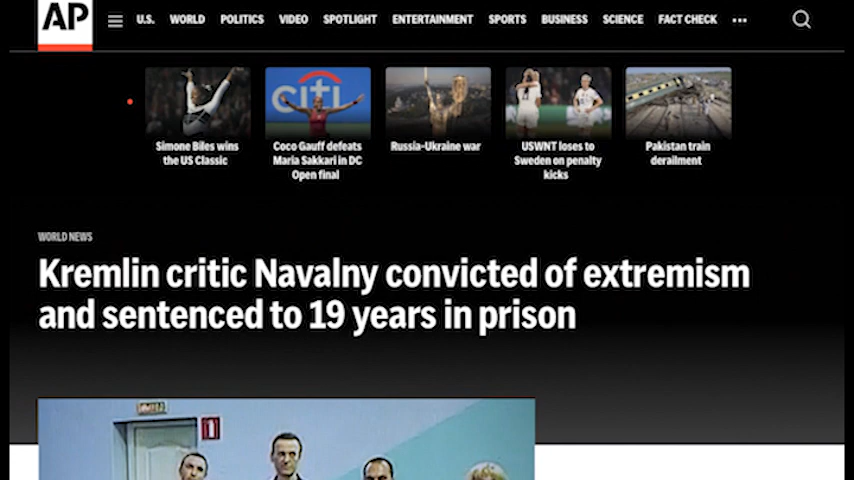 AP
U.S. WORLD POLITICS VIDEO SPOTLIGHT ENTERTAINMENT SPORTS BUSINESS SCIENCE FACT CHECK
citi
Simone Biles wins
the US Classic
Coco Gauff defeats
Maria Sakkari in DC
Open final
Russia-Ukraine war
USWNT loses to
Sweden on penalty
kicks
Pakistan train
derailment
WORLD NEWS
Kremlin critic Navalny convicted of extremism
and sentenced to 19 years in prison